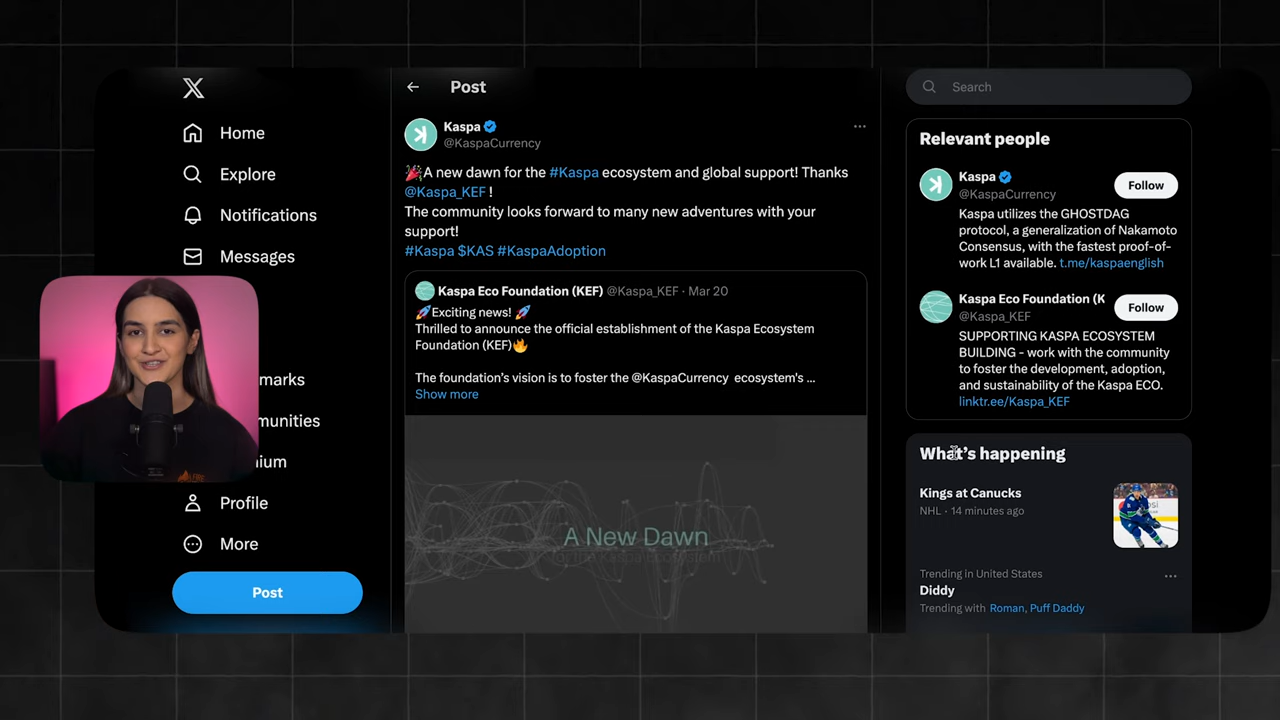 Home
Explore
Notifications
Messages
marks
munities
ium
Profile
More
Post
Post
Kaspa
@KaspaCurrency
🎉A new dawn for the #Kaspa ecosystem and global support! Thanks
@Kaspa_KEF !
The community looks forward to many new adventures with your
support!
#Kaspa $KAS #KaspaAdoption
Kaspa Eco Foundation (KEF) @Kaspa_KEF · Mar 20
🚀Exciting news! 🚀
Thrilled to announce the official establishment of the Kaspa Ecosystem
Foundation (KEF)🔥
The foundation's vision is to foster the @KaspaCurrency ecosystem's ...
Show more
A New Dawn
Search
Relevant people
Kaspa
@KaspaCurrency
Follow
Kaspa utilizes the GHOSTDAG
protocol, a generalization of Nakamoto
Consensus, with the fastest proof-of-
work L1 available. t.me/kaspaenglish
Kaspa Eco Foundation (K
@Kaspa_KEF
Follow
SUPPORTING KASPA ECOSYSTEM
BUILDING - work with the community
to foster the development, adoption,
and sustainability of the Kaspa ECO.
linktr.ee/Kaspa_KEF
What's happening
Kings at Canucks
NHL · 14 minutes ago
Trending in United States
Diddy
Trending with Roman, Puff Daddy